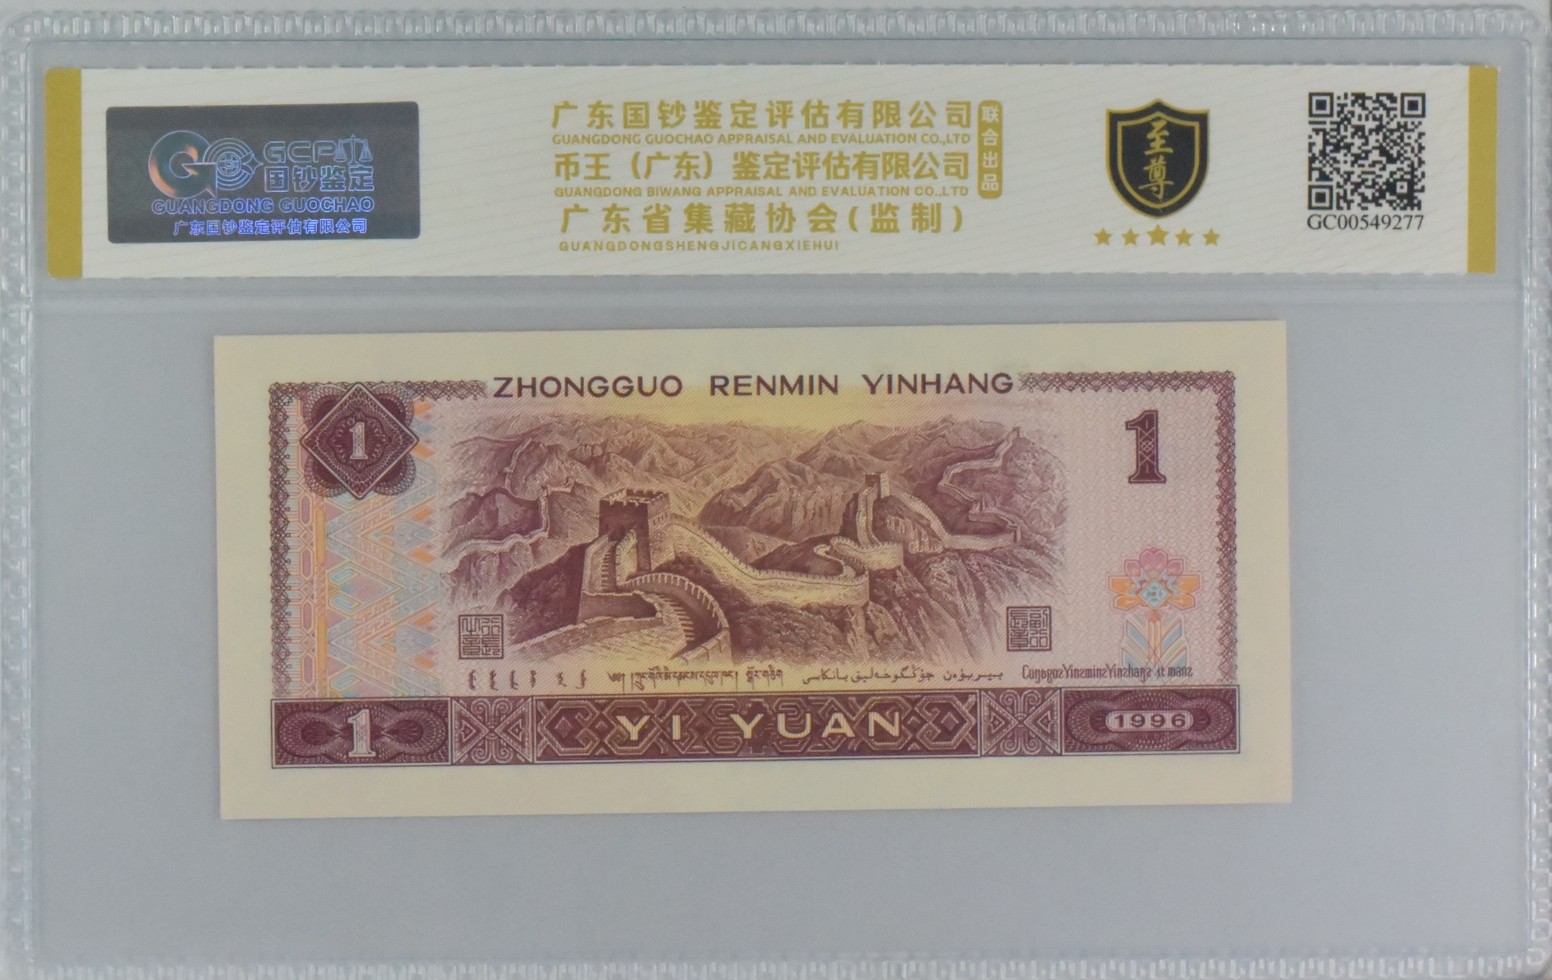 GCP
国钞鉴定
GUANGDONG GUOCHAO
广东国钞鉴定评估有限公司
广东国钞鉴定评估有限公司
GUANGDONG GUOCHAO APPRAISAL AND EVALUATION CO.,LTD
币王（广东）鉴定评估有限公司
GUANGDONG BIWANG APPRAISAL AND EVALUATION CO.,LTD
广东省集藏协会(监制)
GUANGDONGSHENGJICANGXIEHUI
联合出品
至尊
GC00549277
ZHONGGUO RENMIN YINHANG
1
1
1
YI YUAN
1996